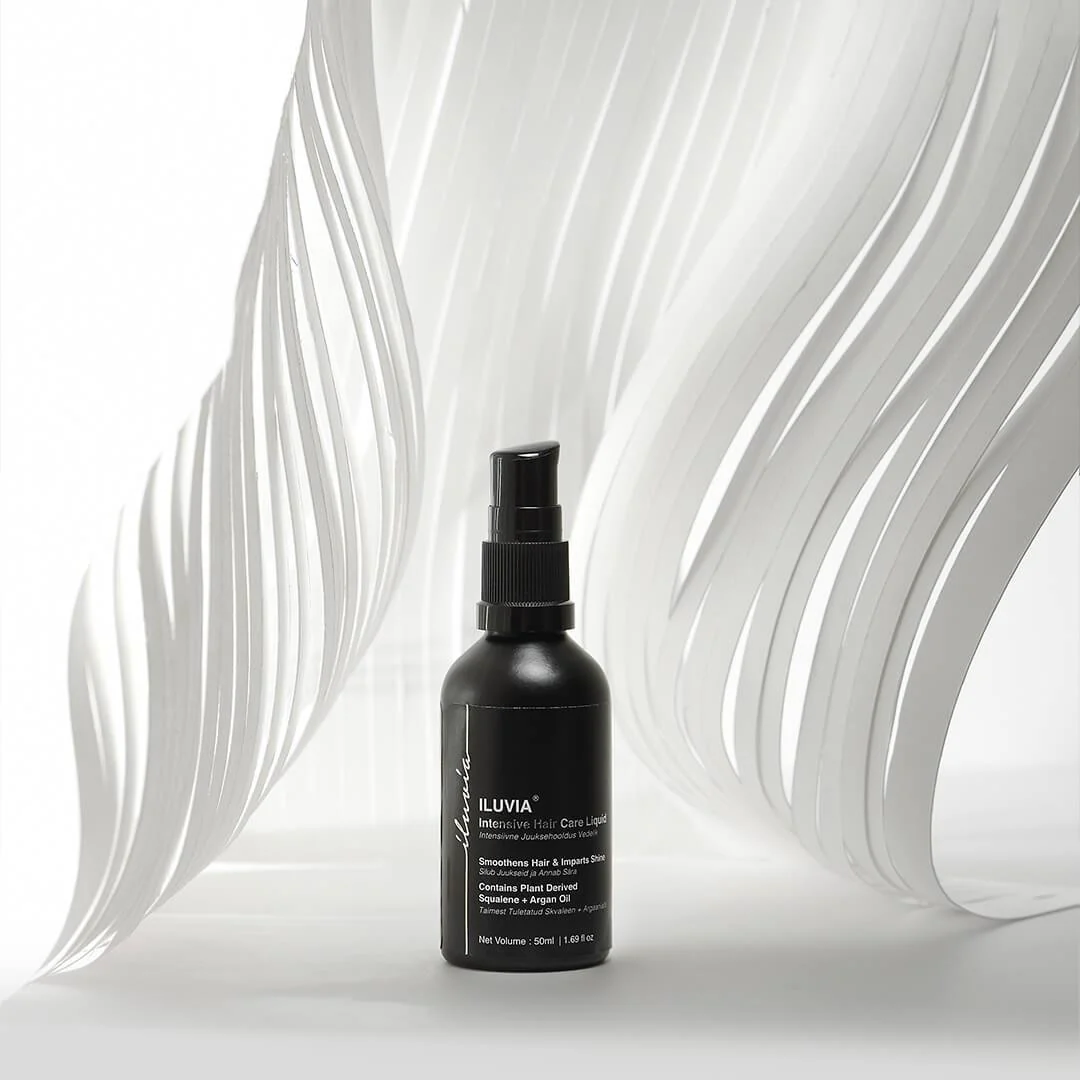 iluvia
ILUVIA®
Intensive Hair Care Liquid
Intensiivne Juuksehooldus Vedelik
Smoothens Hair & Imparts Shine
Silub Juukseid ja Annab Sära
Contains Plant Derived
Squalene + Argan Oil
Taimest Tuletatud Skvaleen +
Net Volume : 50ml | 1.69 fl oz